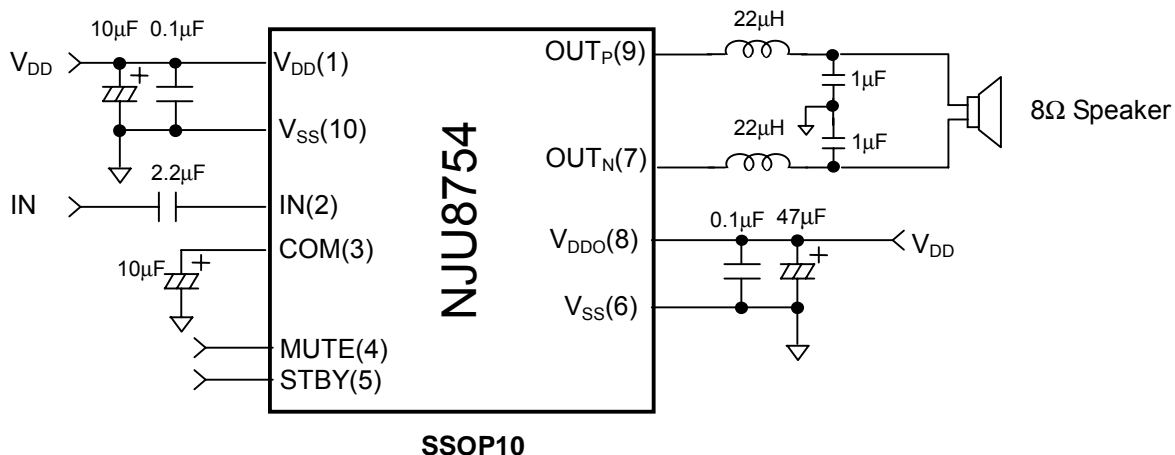 10μF 0.1μF
V_DD
+
V_DD(1)
V_SS(10)
2.2μF
IN
IN(2)
COM(3)
10μF +
MUTE(4)
STBY(5)
NJU8754
SSOP10
22μH
OUT_P(9)
1μF
8Ω Speaker
22μH
1μF
OUT_N(7)
0.1μF 47μF
V_DDO(8)
V_DD
+
V_SS(6)